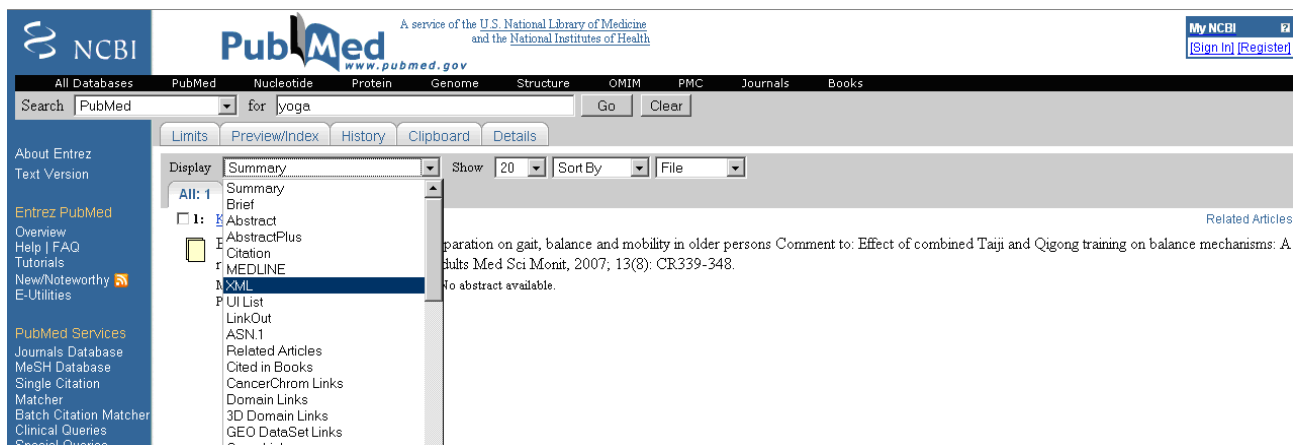 NCBI
PubMed
www.pubmed.gov
A service of the U.S. National Library of Medicine
and the National Institutes of Health
My NCBI
[Sign In] [Register]
All Databases PubMed Nucleotide Protein Genome Structure OMIM PMC Journals Books
Search PubMed for yoga Go Clear
Limits Preview/Index History Clipboard Details
About Entrez
Text Version
Entrez PubMed
Overview
Help | FAQ
Tutorials
New/Noteworthy
E-Utilities
PubMed Services
Journals Database
MeSH Database
Single Citation
Matcher
Batch Citation Matcher
Clinical Queries
Display Summary Show 20 Sort By File
All: 1
1:
Related Articles
Summary
Brief
Abstract
AbstractPlus
Citation
MEDLINE
XML
UI List
LinkOut
ASN.1
Related Articles
Cited in Books
CancerChrom Links
Domain Links
3D Domain Links
GEO DataSet Links
paration on gait, balance and mobility in older persons Comment to: Effect of combined Taiji and Qigong training on balance mechanisms: A
dults Med Sci Monit, 2007; 13(8): CR339-348.
No abstract available.